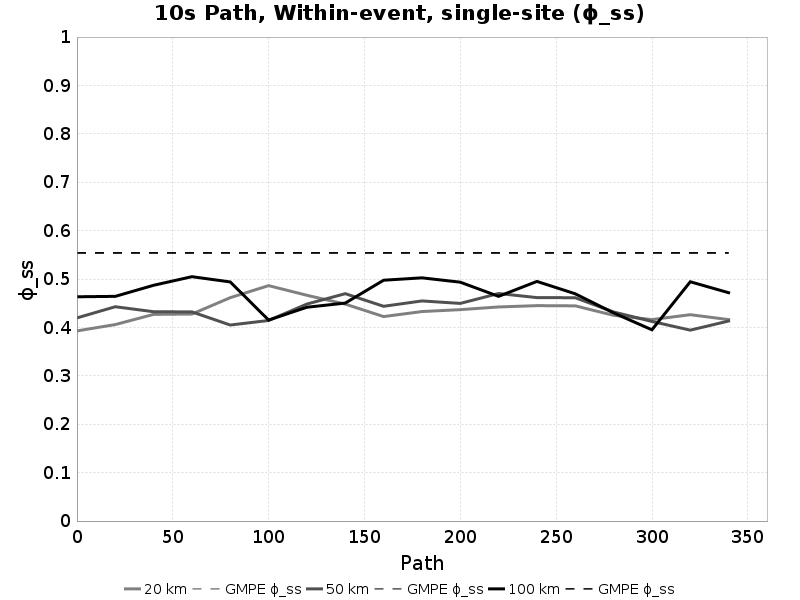 10s Path, Within-event, single-site (ϕ_ss)
1
0.9
0.8
0.7
0.6
0.5
0.4
0.3
0.2
0.1
0
ϕ_ss
0 50 100 150 200 250 300 350
Path
20 km GMPE ϕ_ss 50 km GMPE ϕ_ss 100 km GMPE ϕ_ss